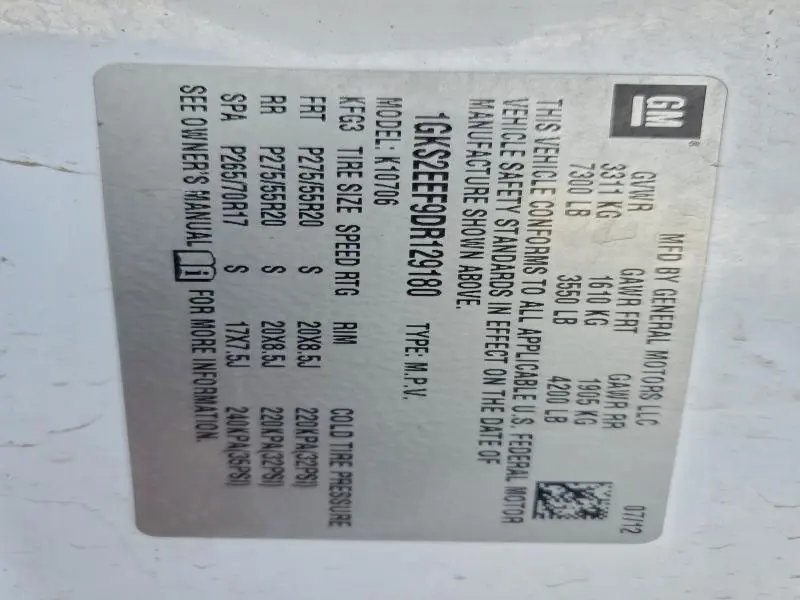 GM®
MFD BY GENERAL MOTORS LLC 07/12
GVWR GAWR FRT GAWR RR
3311 KG 1610 KG 1905 KG
7300 LB 3550 LB 4200 LB
THIS VEHICLE CONFORMS TO ALL APPLICABLE U.S. FEDERAL MOTOR
VEHICLE SAFETY STANDARDS IN EFFECT ON THE DATE OF
MANUFACTURE SHOWN ABOVE.
1GKS2EEF9DR129180 TYPE: M.P.V.
MODEL: K10706
KFG3 TIRE SIZE SPEED RTG RIM COLD TIRE PRESSURE
FRT P275/55R20 S 20X8.5J 220KPA(32PSI)
RR P275/55R20 S 20X8.5J 220KPA(32PSI)
SPA P265/70R17 S 17X7.5J 240KPA(35PSI)
SEE OWNER'S MANUAL FOR MORE INFORMATION.